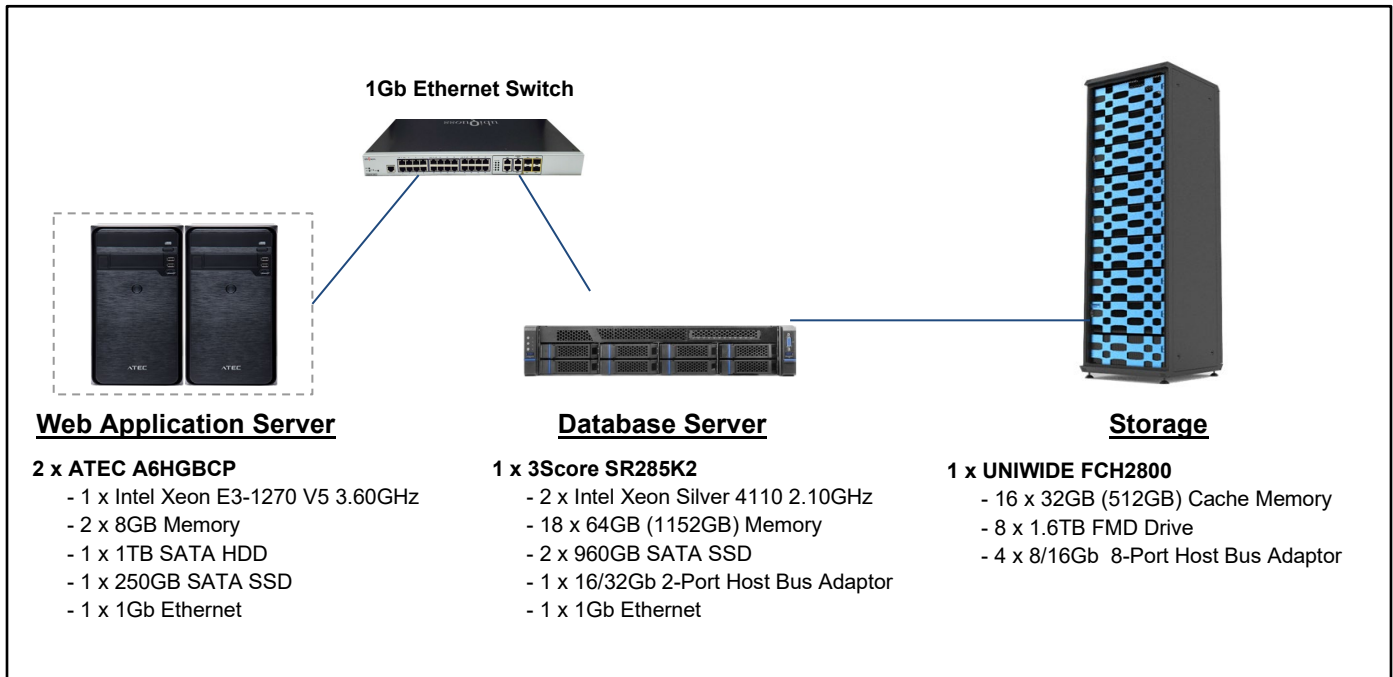 1Gb Ethernet Switch
ubiQuoss
ATEC
ATEC
Web Application Server
2 x ATEC A6HGBCP
- 1 x Intel Xeon E3-1270 V5 3.60GHz
- 2 x 8GB Memory
- 1 x 1TB SATA HDD
- 1 x 250GB SATA SSD
- 1 x 1Gb Ethernet
Database Server
1 x 3Score SR285K2
- 2 x Intel Xeon Silver 4110 2.10GHz
- 18 x 64GB (1152GB) Memory
- 2 x 960GB SATA SSD
- 1 x 16/32Gb 2-Port Host Bus Adaptor
- 1 x 1Gb Ethernet
Storage
1 x UNIWIDE FCH2800
- 16 x 32GB (512GB) Cache Memory
- 8 x 1.6TB FMD Drive
- 4 x 8/16Gb  8-Port Host Bus Adaptor